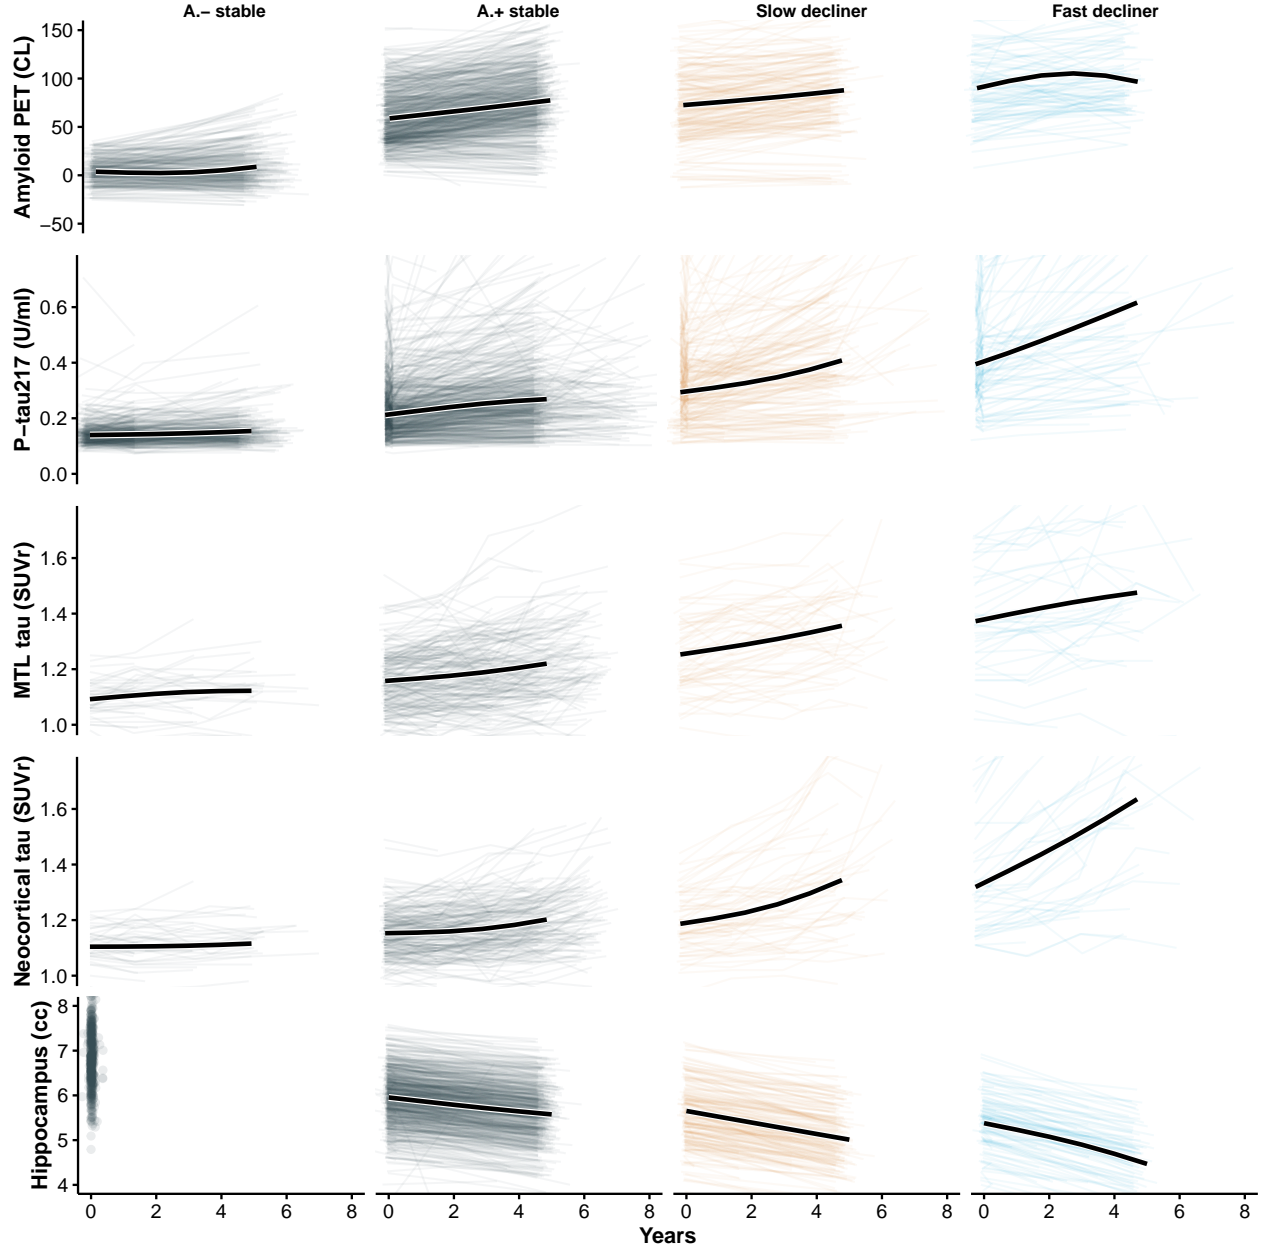 A.− stable A.+ stable Slow decliner Fast decliner
Amyloid PET (CL)
150
100
50
0
−50
P−tau217 (U/ml)
0.6
0.4
0.2
0.0
MTL tau (SUVr)
1.6
1.4
1.2
1.0
Neocortical tau (SUVr)
1.6
1.4
1.2
1.0
Hippocampus (cc)
8
7
6
5
4
0 2 4 6 8 0 2 4 6 8 0 2 4 6 8 0 2 4 6 8
Years